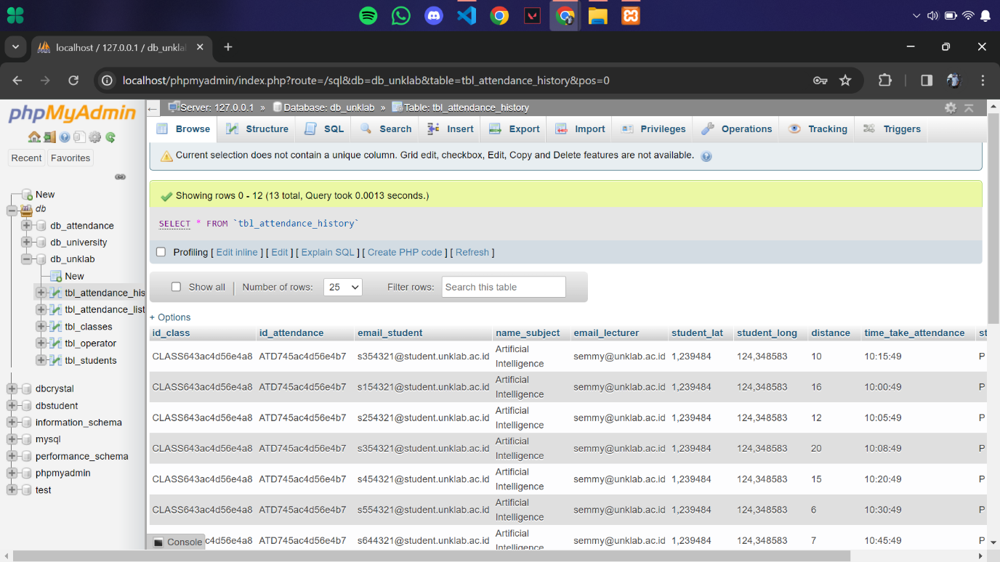 localhost / 127.0.0.1 / db_unkla
localhost/phpmyadmin/index.php?route=/sql&db=db_unklab&table=tbl_attendance_history&pos=0
phpMyAdmin
Recent Favorites
New
db
db_attendance
db_university
db_unklab
New
tbl_attendance_his
tbl_attendance_list
tbl_classes
tbl_operator
tbl_students
dbcrystal
dbstudent
information_schema
mysql
performance_schema
phpmyadmin
test
Server: 127.0.0.1 » Database: db_unklab » Table: tbl_attendance_history
Browse Structure SQL Search Insert Export Import Privileges Operations Tracking Triggers
Current selection does not contain a unique column. Grid edit, checkbox, Edit, Copy and Delete features are not available.
Showing rows 0 - 12 (13 total, Query took 0.0013 seconds.)
SELECT * FROM `tbl_attendance_history`
Profiling [ Edit inline ] [ Edit ] [ Explain SQL ] [ Create PHP code ] [ Refresh ]
Show all | Number of rows: 25 Filter rows: Search this table
+ Options
id_class id_attendance email_student name_subject email_lecturer student_lat student_long distance time_take_attendance st
CLASS643ac4d56e4a8 ATD745ac4d56e4b7 s354321@student.unklab.ac.id Artificial Intelligence semmy@unklab.ac.id 1,239484 124,348583 10 10:15:49 P
CLASS643ac4d56e4a8 ATD745ac4d56e4b7 s154321@student.unklab.ac.id Artificial Intelligence semmy@unklab.ac.id 1,239484 124,348583 16 10:00:49 P
CLASS643ac4d56e4a8 ATD745ac4d56e4b7 s254321@student.unklab.ac.id Artificial Intelligence semmy@unklab.ac.id 1,239484 124,348583 12 10:05:49 P
CLASS643ac4d56e4a8 ATD745ac4d56e4b7 s354321@student.unklab.ac.id Artificial Intelligence semmy@unklab.ac.id 1,239484 124,348583 20 10:08:49 P
CLASS643ac4d56e4a8 ATD745ac4d56e4b7 s454321@student.unklab.ac.id Artificial Intelligence semmy@unklab.ac.id 1,239484 124,348583 15 10:20:49 P
CLASS643ac4d56e4a8 ATD745ac4d56e4b7 s554321@student.unklab.ac.id Artificial Intelligence semmy@unklab.ac.id 1,239484 124,348583 6 10:30:49 P
c4d56e4a8 ATD745ac4d56e4b7 s644321@student.unklab.ac.id Artificial Intelligence semmy@unklab.ac.id 1,239484 124,348583 7 10:45:49 P
Console